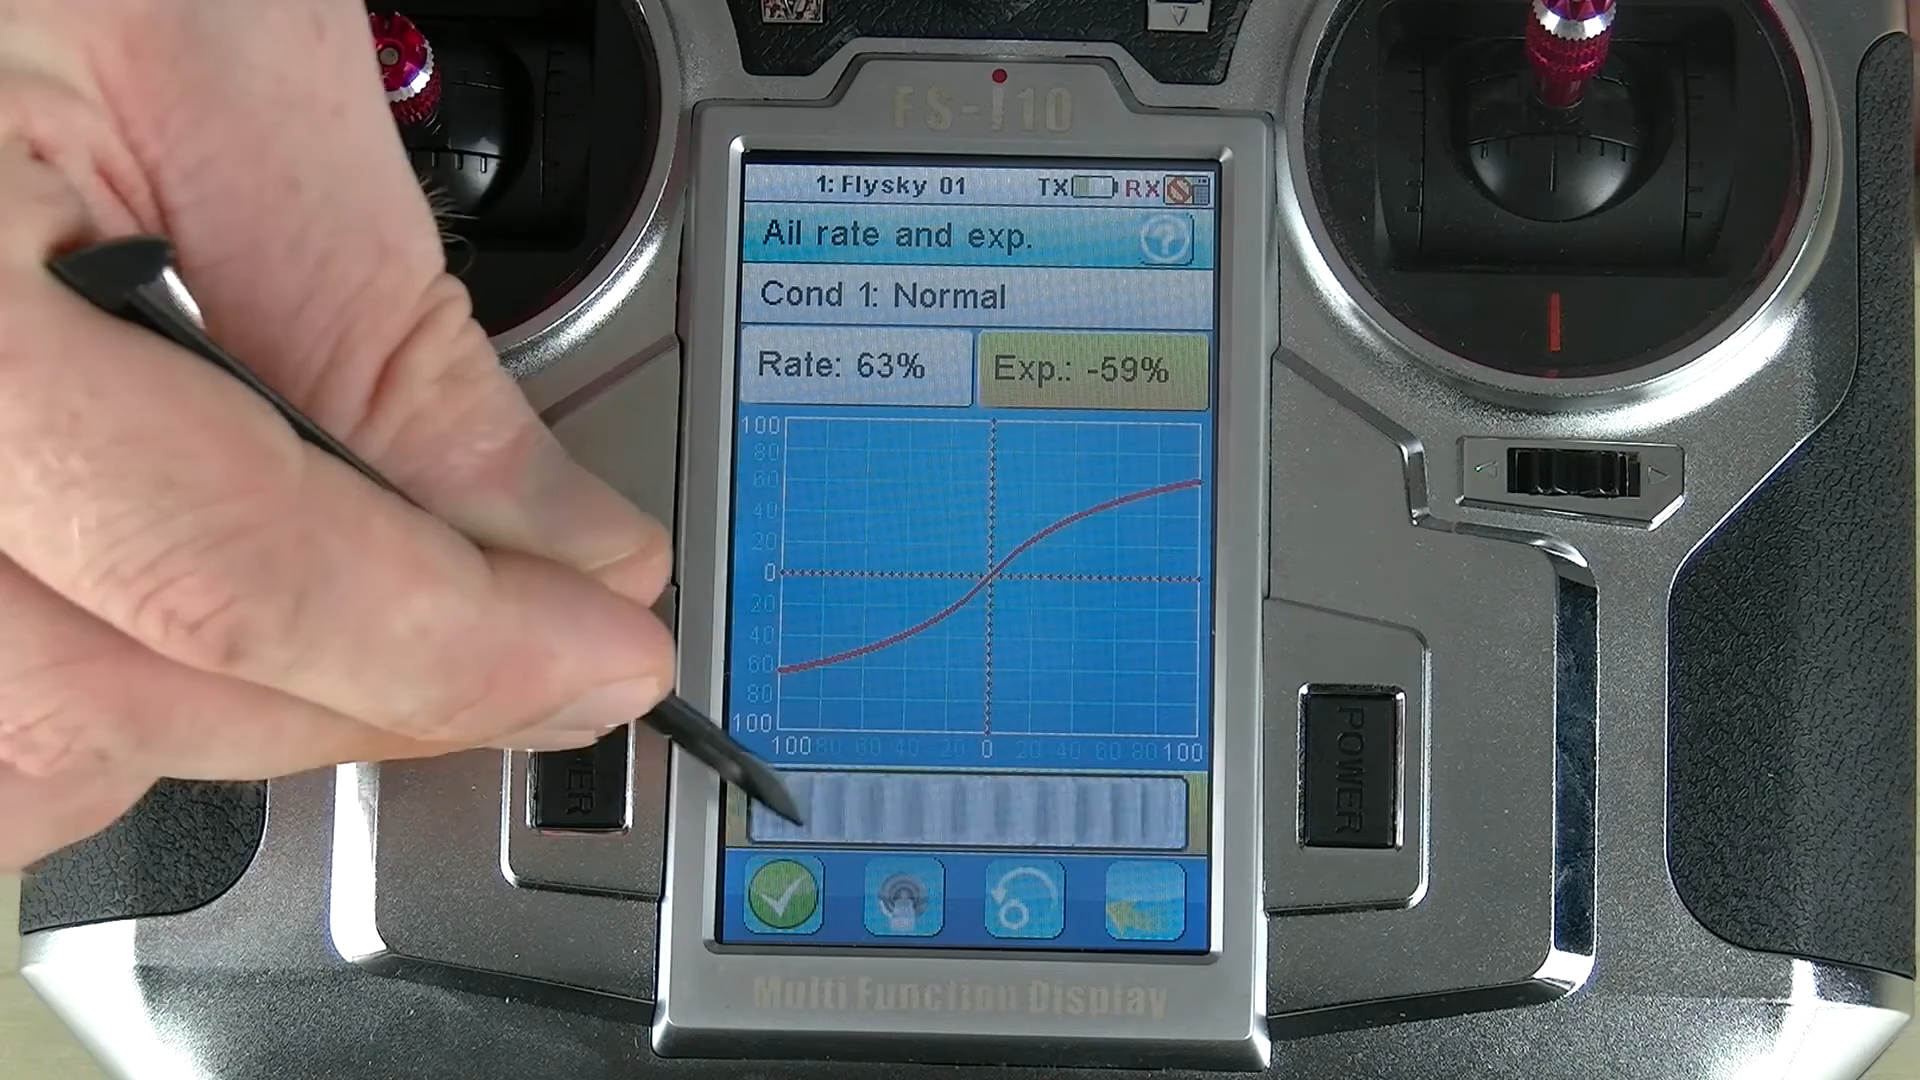 FS-i10
1: Flysky 01 TX RX
Ail rate and exp. ?
Cond 1: Normal
Rate: 63% Exp.: -59%
100
80
60
40
20
0
20
40
60
80
100
100 80 60 40 20 0 20 40 60 80 100
POWER
Multi Function Display